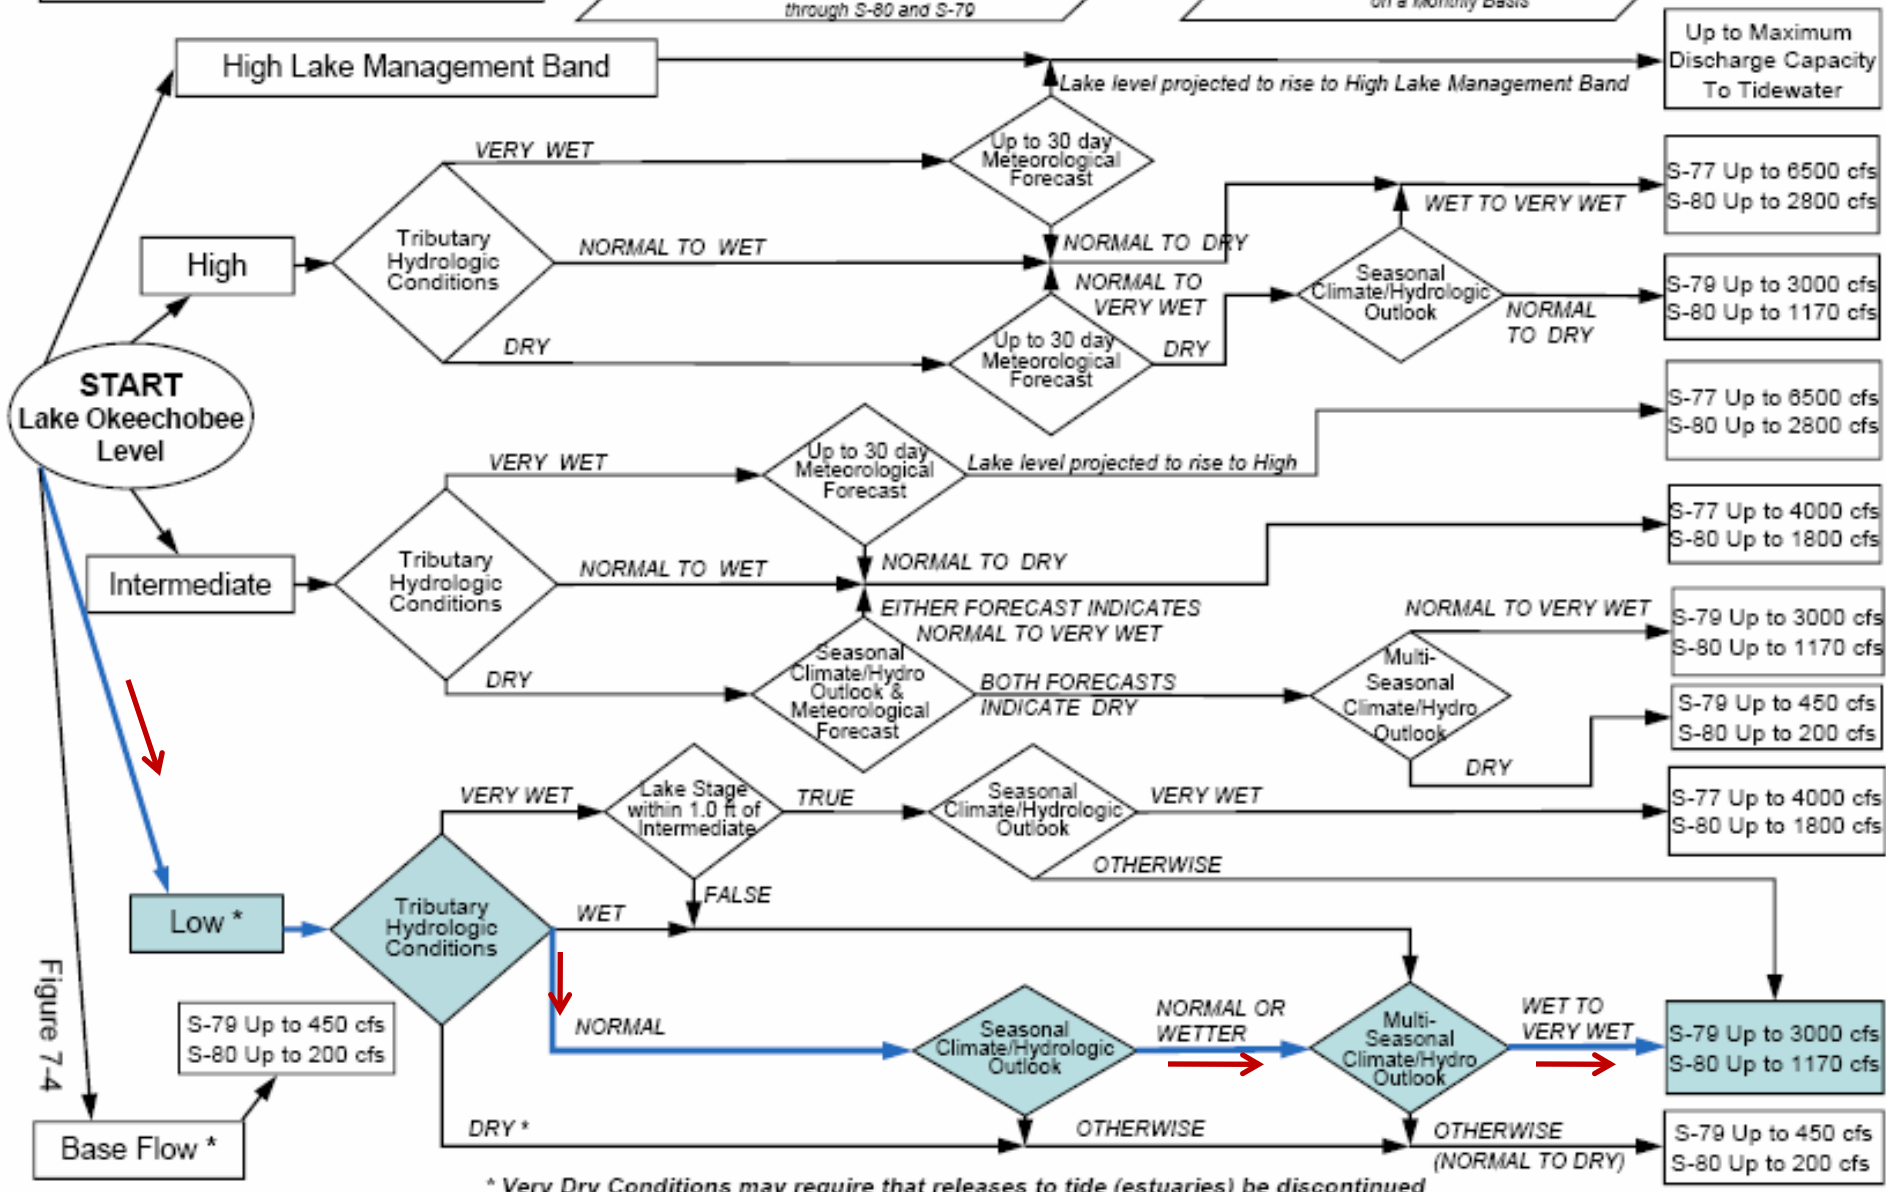 through S-80 and S-79
on a Monthly Basis
Up to Maximum
Discharge Capacity
To Tidewater
High Lake Management Band
Lake level projected to rise to High Lake Management Band
VERY WET
Up to 30 day
Meteorological
Forecast
S-77 Up to 6500 cfs
S-80 Up to 2800 cfs
WET TO VERY WET
High
Tributary
Hydrologic
Conditions
NORMAL TO WET
NORMAL TO DRY
NORMAL TO
VERY WET
Seasonal
Climate/Hydrologic
Outlook
NORMAL
TO DRY
S-79 Up to 3000 cfs
S-80 Up to 1170 cfs
DRY
Up to 30 day
Meteorological
Forecast
DRY
START
Lake Okeechobee
Level
S-77 Up to 6500 cfs
S-80 Up to 2800 cfs
VERY WET
Up to 30 day
Meteorological
Forecast
Lake level projected to rise to High
S-77 Up to 4000 cfs
S-80 Up to 1800 cfs
Intermediate
Tributary
Hydrologic
Conditions
NORMAL TO WET
NORMAL TO DRY
EITHER FORECAST INDICATES
NORMAL TO VERY WET
NORMAL TO VERY WET
S-79 Up to 3000 cfs
S-80 Up to 1170 cfs
DRY
Seasonal
Climate/Hydro
Outlook &
Meteorological
Forecast
BOTH FORECASTS
INDICATE DRY
Multi-
Seasonal
Climate/Hydro
Outlook
DRY
S-79 Up to 450 cfs
S-80 Up to 200 cfs
VERY WET
Lake Stage
within 1.0 ft of
Intermediate
TRUE
Seasonal
Climate/Hydrologic
Outlook
VERY WET
S-77 Up to 4000 cfs
S-80 Up to 1800 cfs
OTHERWISE
FALSE
Low *
Tributary
Hydrologic
Conditions
WET
NORMAL
Seasonal
Climate/Hydrologic
Outlook
NORMAL OR
WETTER
Multi-
Seasonal
Climate/Hydro
Outlook
WET TO
VERY WET
S-79 Up to 3000 cfs
S-80 Up to 1170 cfs
Figure 7-4
S-79 Up to 450 cfs
S-80 Up to 200 cfs
Base Flow *
DRY *
OTHERWISE
OTHERWISE
(NORMAL TO DRY)
S-79 Up to 450 cfs
S-80 Up to 200 cfs
* Very Dry Conditions may require that releases to tide (estuaries) be discontinued